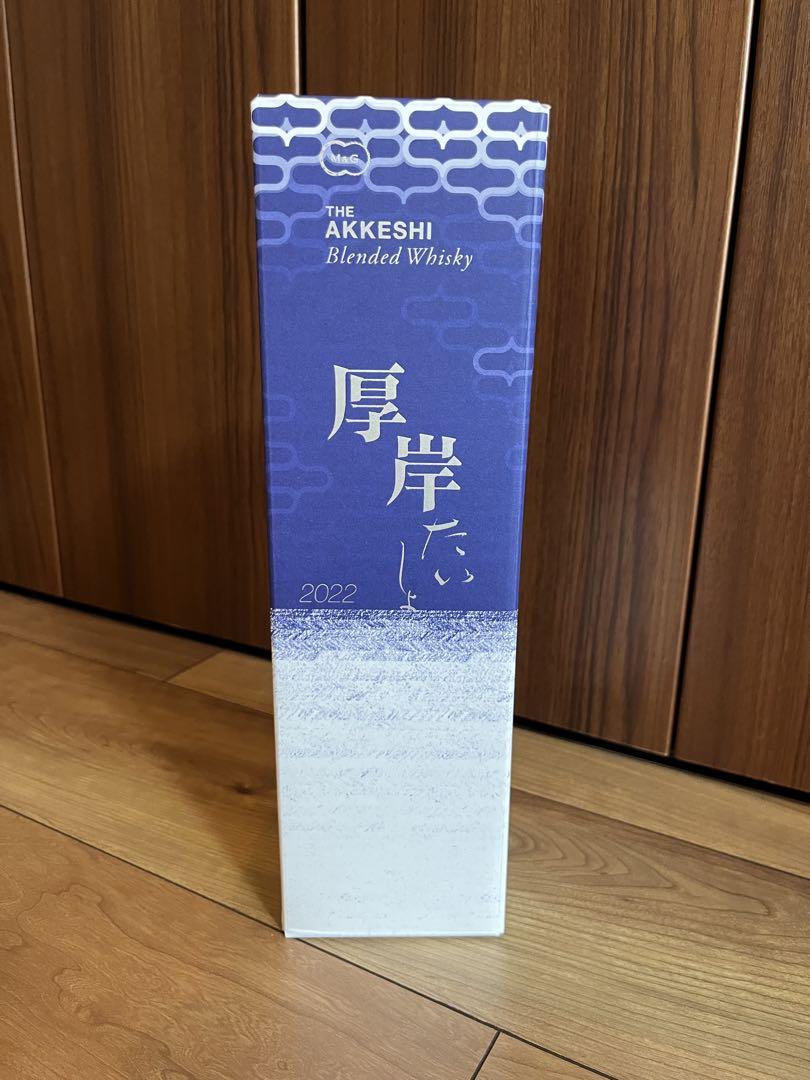 M&G
THE
AKKESHI
Blended Whisky
厚岸
たいしょ
2022